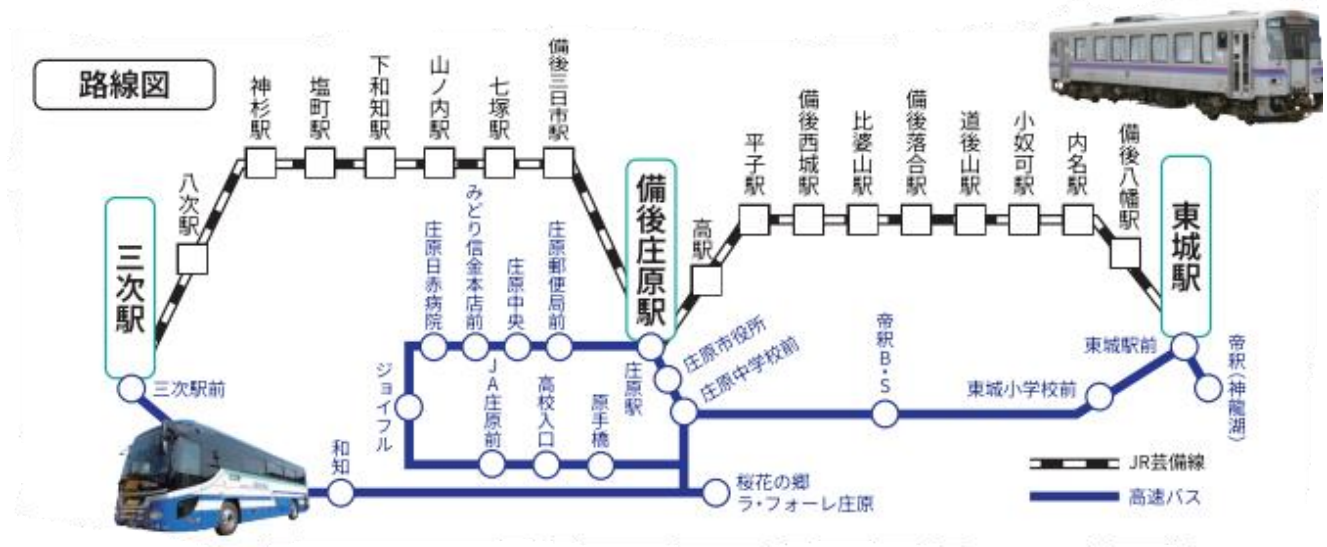 路線図
三次駅
八次駅
神杉駅
塩町駅
下和知駅
山ノ内駅
七塚駅
備後三日市駅
備後庄原駅
高駅
平子駅
備後西城駅
比婆山駅
備後落合駅
道後山駅
小奴可駅
内名駅
備後八幡駅
東城駅
三次駅前
和知
ジョイフル
庄原日赤病院
みどり信金本店前
庄原中央
庄原郵便局前
庄原駅
庄原市役所
庄原中学校前
JA庄原前
高校入口
原手橋
桜花の郷
ラ・フォーレ庄原
帝釈B・S
東城小学校前
東城駅前
帝釈(神龍湖)
JR芸備線
高速バス